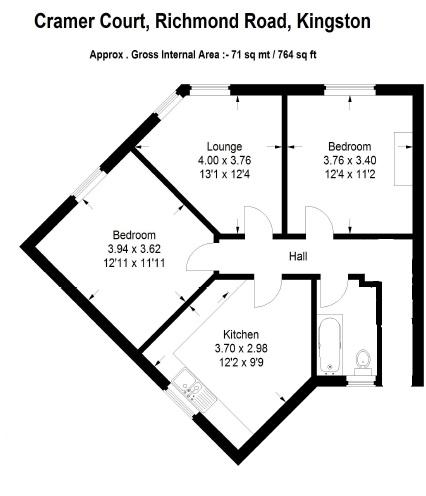 Cramer Court, Richmond Road, Kingston
Approx . Gross Internal Area :- 71 sq mt / 764 sq ft
Lounge
4.00 x 3.76
13'1 x 12'4
Bedroom
3.76 x 3.40
12'4 x 11'2
Bedroom
3.94 x 3.62
12'11 x 11'11
Hall
Kitchen
3.70 x 2.98
12'2 x 9'9